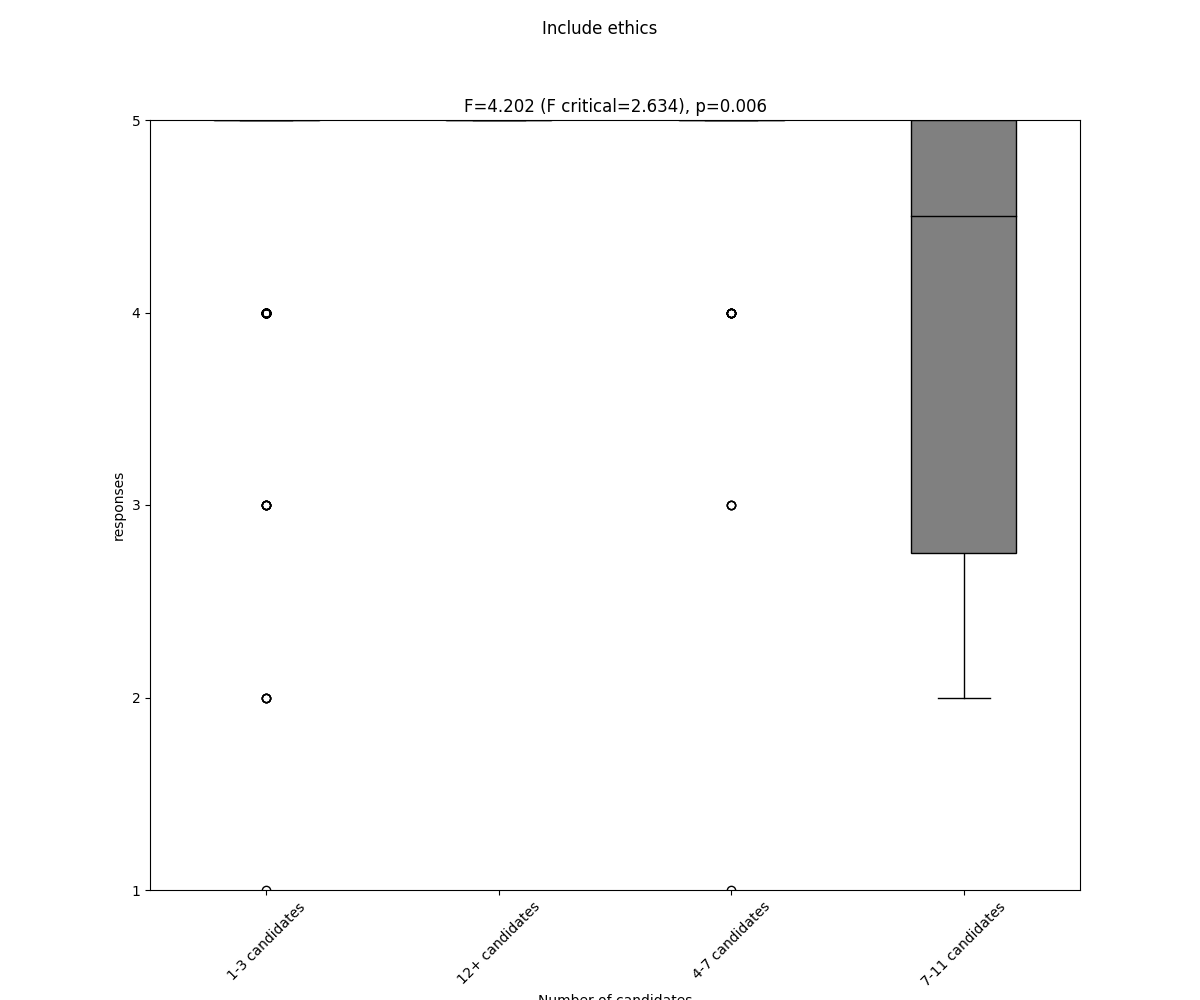 Include ethics
F=4.202 (F critical=2.634), p=0.006
5
4
3
2
1
responses
1-3 candidates
12+ candidates
4-7 candidates
7-11 candidates
Number of candidates